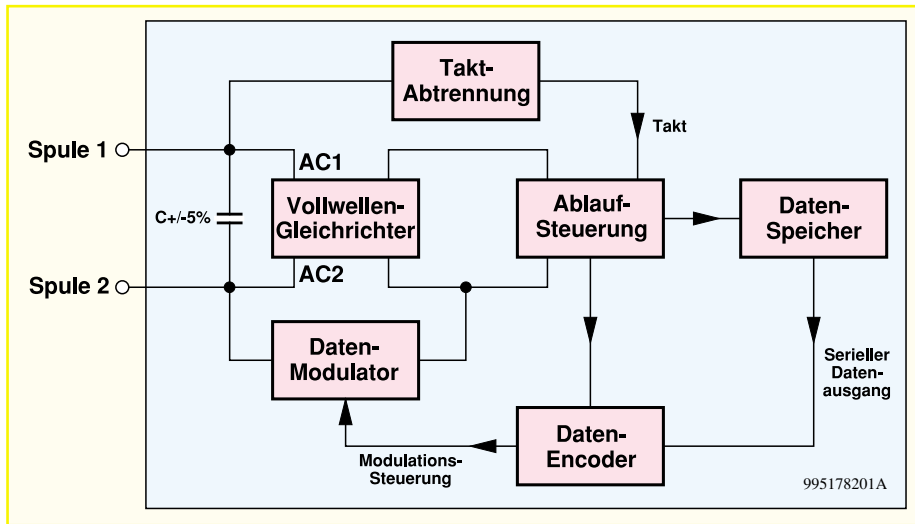 Takt-
Abtrennung
Takt
Spule 1
AC1
C+/-5%
Vollwellen-
Gleichrichter
Ablauf-
Steuerung
Daten-
Speicher
Spule 2
AC2
Daten-
Modulator
Serieller
Daten-
ausgang
Modulations-
Steuerung
Daten-
Encoder
995178201A